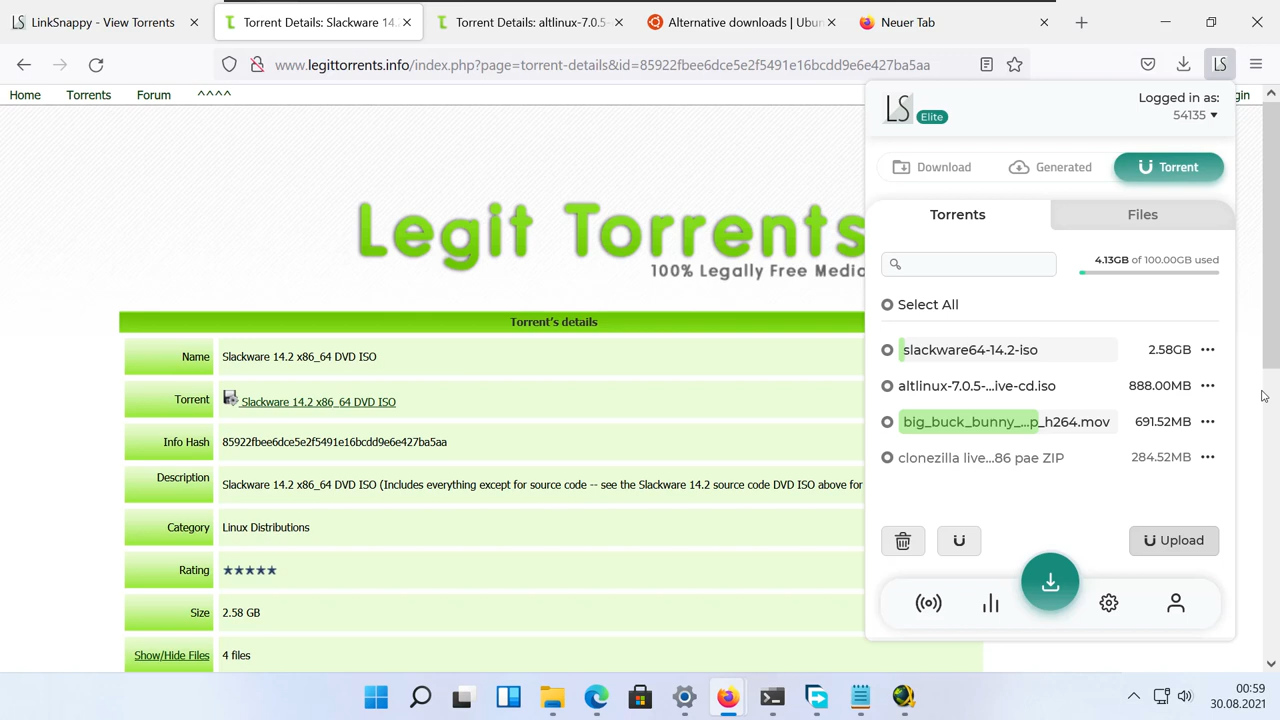 LS LinkSnappy - View Torrents
Torrent Details: Slackware 14.
Torrent Details: altlinux-7.0.5-
Alternative downloads | Ubun
Neuer Tab
www.legittorrents.info/index.php?page=torrent-details&id=85922fbee6dce5e2f5491e16bcdd9e6e427ba5aa
LS
Home Torrents Forum ^^^^ gin
Legit Torrents
100% Legally Free Media
Torrent's details
Name Slackware 14.2 x86_64 DVD ISO
Torrent Slackware 14.2 x86_64 DVD ISO
Info Hash 85922fbee6dce5e2f5491e16bcdd9e6e427ba5aa
Description Slackware 14.2 x86_64 DVD ISO (Includes everything except for source code -- see the Slackware 14.2 source code DVD ISO above for
Category Linux Distributions
Rating ★★★★★
Size 2.58 GB
Show/Hide Files 4 files
LS Elite
Logged in as:
54135
Download Generated Torrent
Torrents Files
4.13GB of 100.00GB used
Select All
slackware64-14.2-iso 2.58GB
altlinux-7.0.5-...ive-cd.iso 888.00MB
big_buck_bunny_...p_h264.mov 691.52MB
clonezilla live...86 pae ZIP 284.52MB
Upload
00:59
30.08.2021